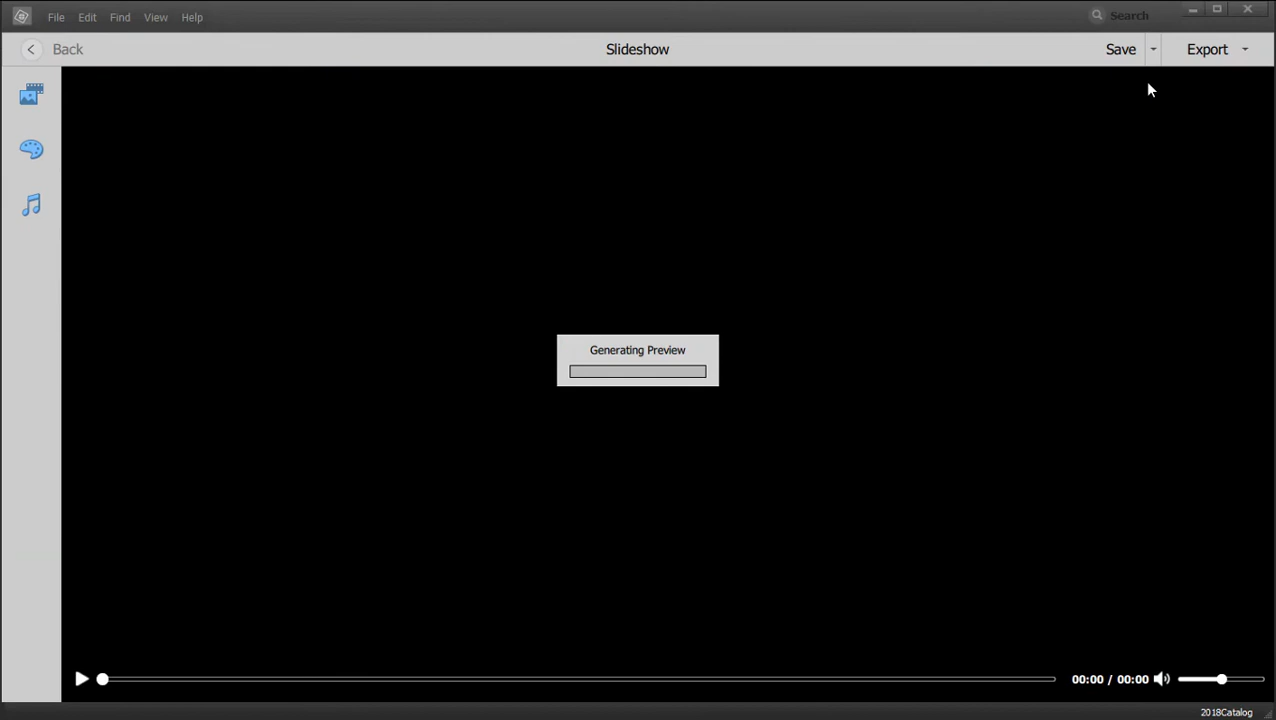 File Edit Find View Help Search
Back Slideshow Save Export
Generating Preview
00:00 / 00:00
2018Catalog